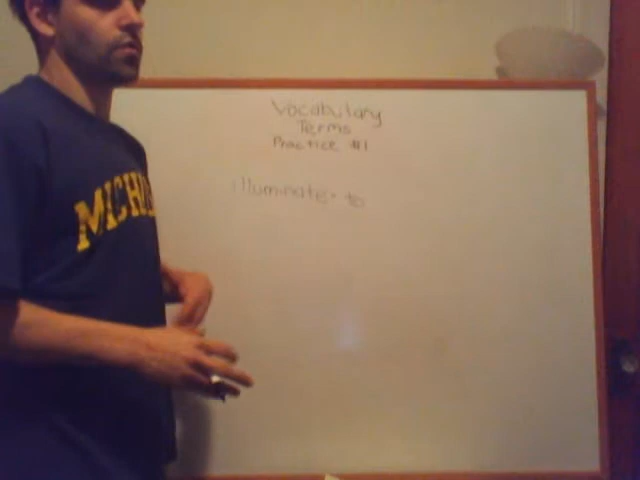 Vocabulary
Terms
Practice #1
illuminate- to
MICHI